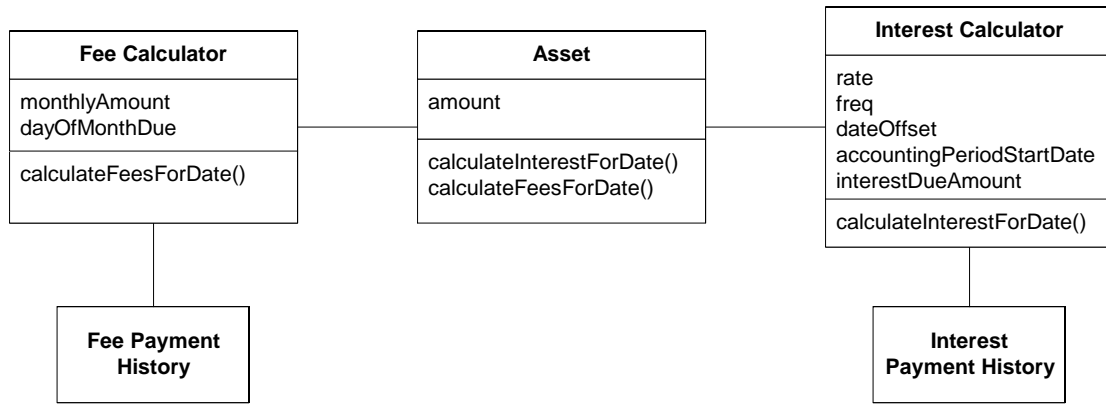 Fee Calculator
monthlyAmount
dayOfMonthDue
calculateFeesForDate()
Fee Payment
History
Asset
amount
calculateInterestForDate()
calculateFeesForDate()
Interest Calculator
rate
freq
dateOffset
accountingPeriodStartDate
interestDueAmount
calculateInterestForDate()
Interest
Payment History